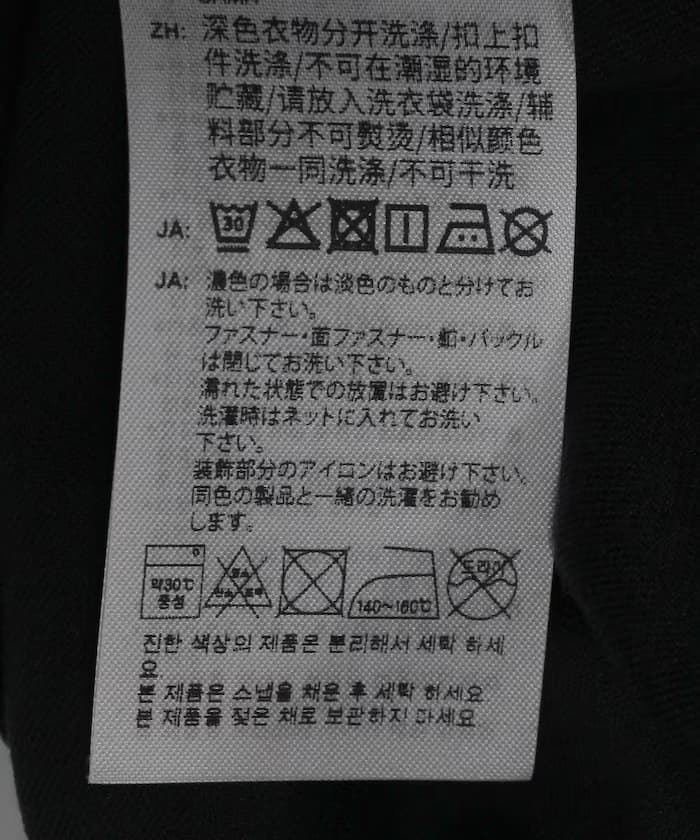 ZH: 深色衣物分开洗涤/扣上扣
件洗涤/不可在潮湿的环境
贮藏/请放入洗衣袋洗涤/辅
料部分不可熨烫/相似颜色
衣物一同洗涤/不可干洗
JA: 30
JA: 濃色の場合は淡色のものと分けてお
洗い下さい。
ファスナー・面ファスナー・釦・バックル
は閉じてお洗い下さい。
濡れた状態での放置はお避け下さい。
洗濯時はネットに入れてお洗い
下さい。
装飾部分のアイロンはお避け下さい。
同色の製品と一緒の洗濯をお勧め
します。
약30℃
중성
140~160℃
드라이
진한 색상의 제품은 분리해서 세탁 하세
요
본 제품은 스냅을 채운 후 세탁 하세요
본 제품을 젖은 채로 보관하지 마세요